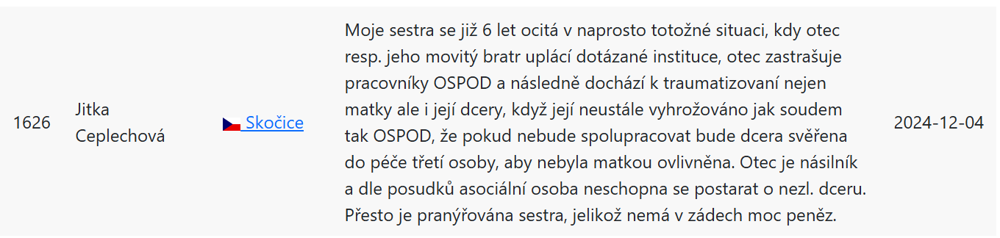 1626
Jitka
Ceplechová
Skočice
Moje sestra se již 6 let ocitá v naprosto totožné situaci, kdy otec
resp. jeho movitý bratr uplácí dotázané instituce, otec zastrašuje
pracovníky OSPOD a následně dochází k traumatizovaní nejen
matky ale i její dcery, když její neustále vyhrožováno jak soudem
tak OSPOD, že pokud nebude spolupracovat bude dcera svěřena
do péče třetí osoby, aby nebyla matkou ovlivněna. Otec je násilník
a dle posudků asociální osoba neschopna se postarat o nezl. dceru.
Přesto je pranýřována sestra, jelikož nemá v zádech moc peněz.
2024-12-04